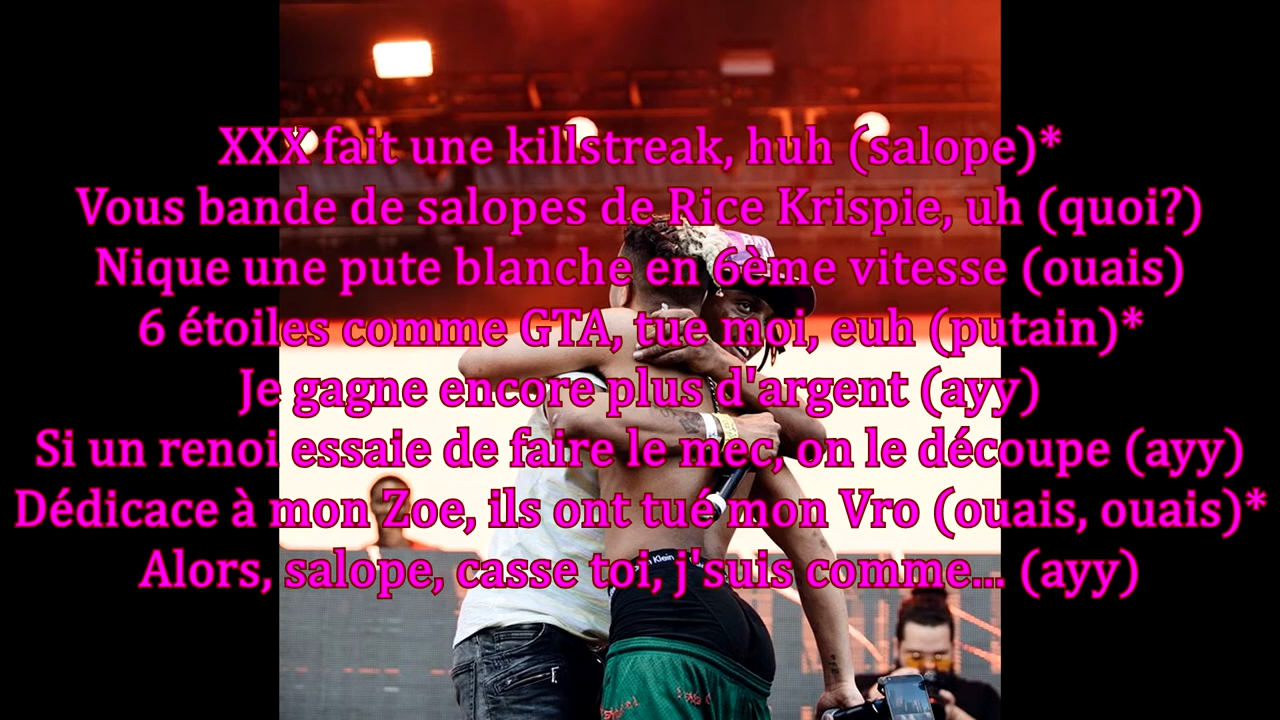 XXX fait une killstreak, huh (salope)*
Vous bande de salopes de Rice Krispie, uh (quoi?)
Nique une pute blanche en 6ème vitesse (ouais)
6 étoiles comme GTA, tue moi, euh (putain)*
Je gagne encore plus d'argent (ayy)
Si un renoi essaie de faire le mec, on le découpe (ayy)
Dédicace à mon Zoe, ils ont tué mon Vro (ouais, ouais)*
Alors, salope, casse toi, j'suis comme... (ayy)
Klein